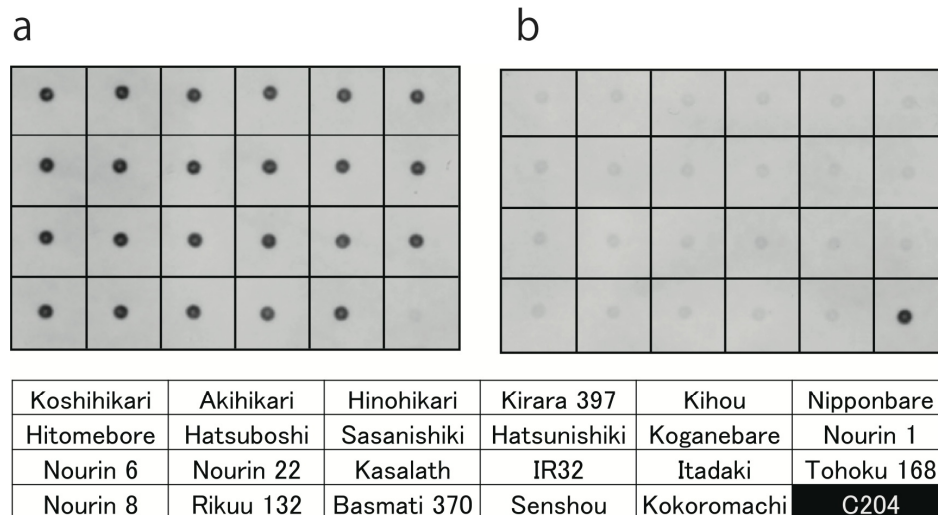 a b
Koshihikari Akihikari Hinohikari Kirara 397 Kihou Nipponbare
Hitomebore Hatsuboshi Sasanishiki Hatsunishiki Koganebare Nourin 1
Nourin 6 Nourin 22 Kasalath IR32 Itadaki Tohoku 168
Nourin 8 Rikuu 132 Basmati 370 Senshou Kokoromachi C204